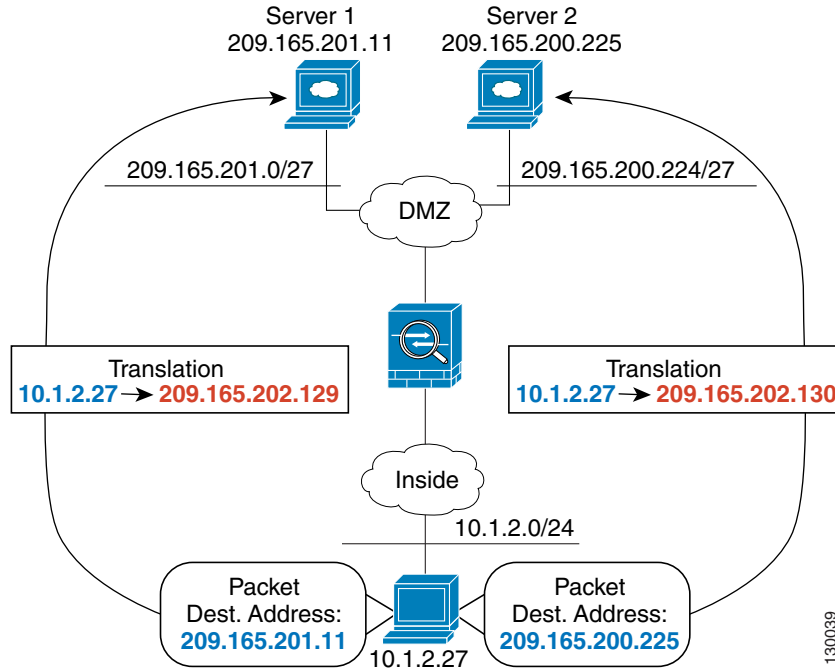 Server 1
209.165.201.11
Server 2
209.165.200.225
209.165.201.0/27
209.165.200.224/27
DMZ
Translation
10.1.2.27 → 209.165.202.129
Translation
10.1.2.27 → 209.165.202.130
Inside
10.1.2.0/24
Packet
Dest. Address:
209.165.201.11
Packet
Dest. Address:
209.165.200.225
10.1.2.27
130039